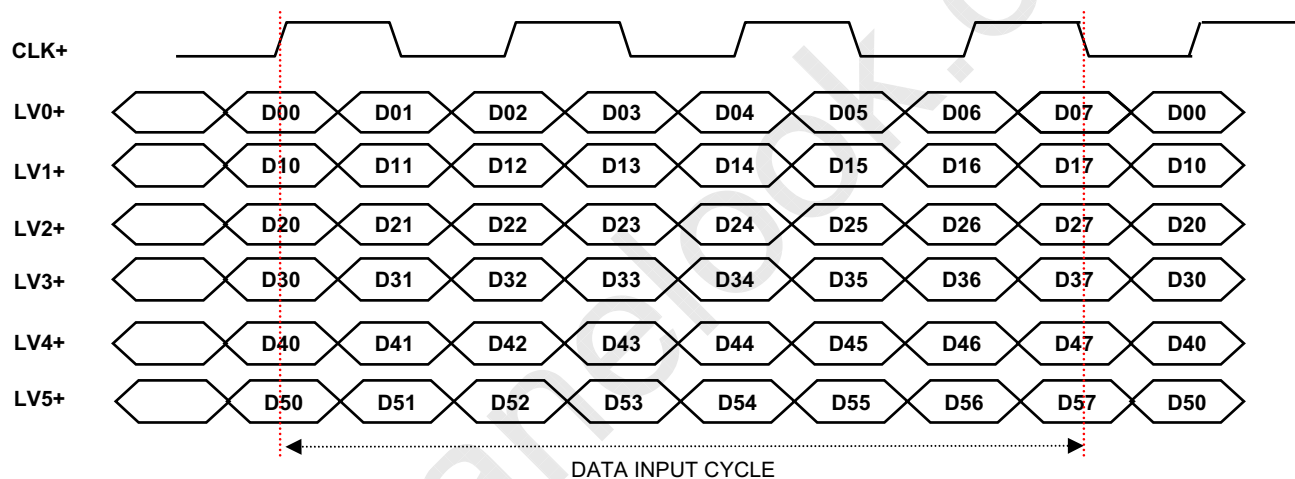 CLK+
LV0+ D00 D01 D02 D03 D04 D05 D06 D07 D00
LV1+ D10 D11 D12 D13 D14 D15 D16 D17 D10
LV2+ D20 D21 D22 D23 D24 D25 D26 D27 D20
LV3+ D30 D31 D32 D33 D34 D35 D36 D37 D30
LV4+ D40 D41 D42 D43 D44 D45 D46 D47 D40
LV5+ D50 D51 D52 D53 D54 D55 D56 D57 D50
DATA INPUT CYCLE